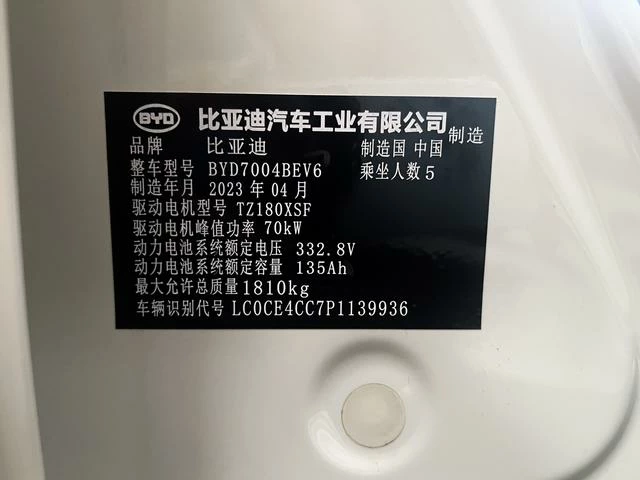 BYD 比亚迪汽车工业有限公司 制造
品牌 比亚迪 制造国 中国
整车型号 BYD7004BEV6 乘坐人数 5
制造年月 2023 年 04 月
驱动电机型号 TZ180XSF
驱动电机峰值功率 70kW
动力电池系统额定电压 332.8V
动力电池系统额定容量 135Ah
最大允许总质量 1810kg
车辆识别代号 LC0CE4CC7P1139936